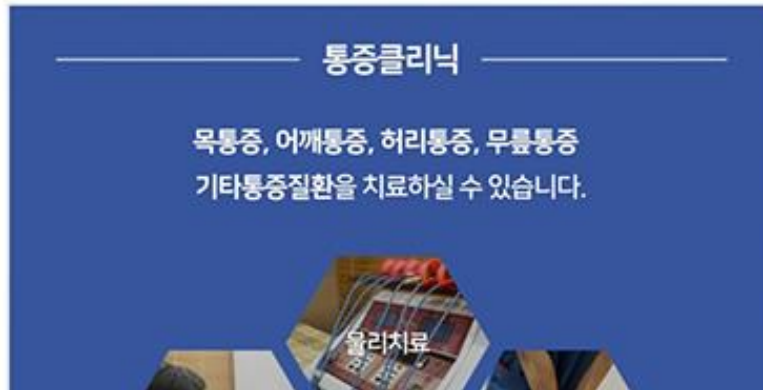 통증클리닉
목통증, 어깨통증, 허리통증, 무릎통증
기타통증질환을 치료하실 수 있습니다.
물리치료